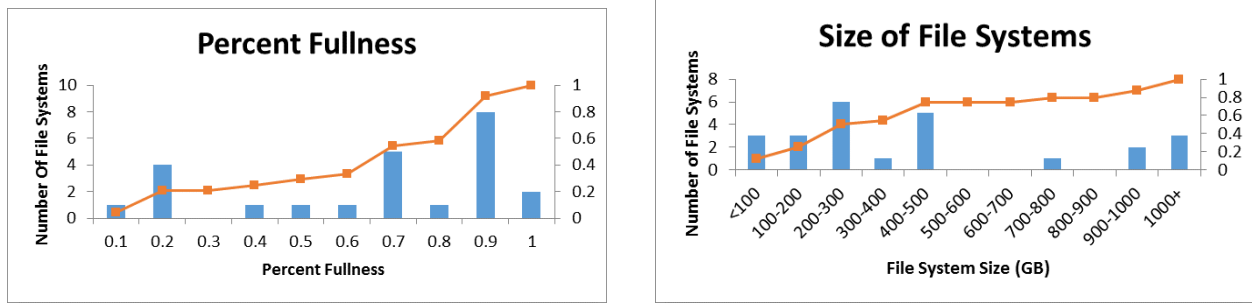 Percent Fullness
Number Of File Systems
10
8
6
4
2
0
1
0.8
0.6
0.4
0.2
0
0.1 0.2 0.3 0.4 0.5 0.6 0.7 0.8 0.9 1
Percent Fullness
Size of File Systems
Number of File Systems
8
6
4
2
0
1
0.8
0.6
0.4
0.2
0
<100 100-200 200-300 300-400 400-500 500-600 600-700 700-800 800-900 900-1000 1000+
File System Size (GB)